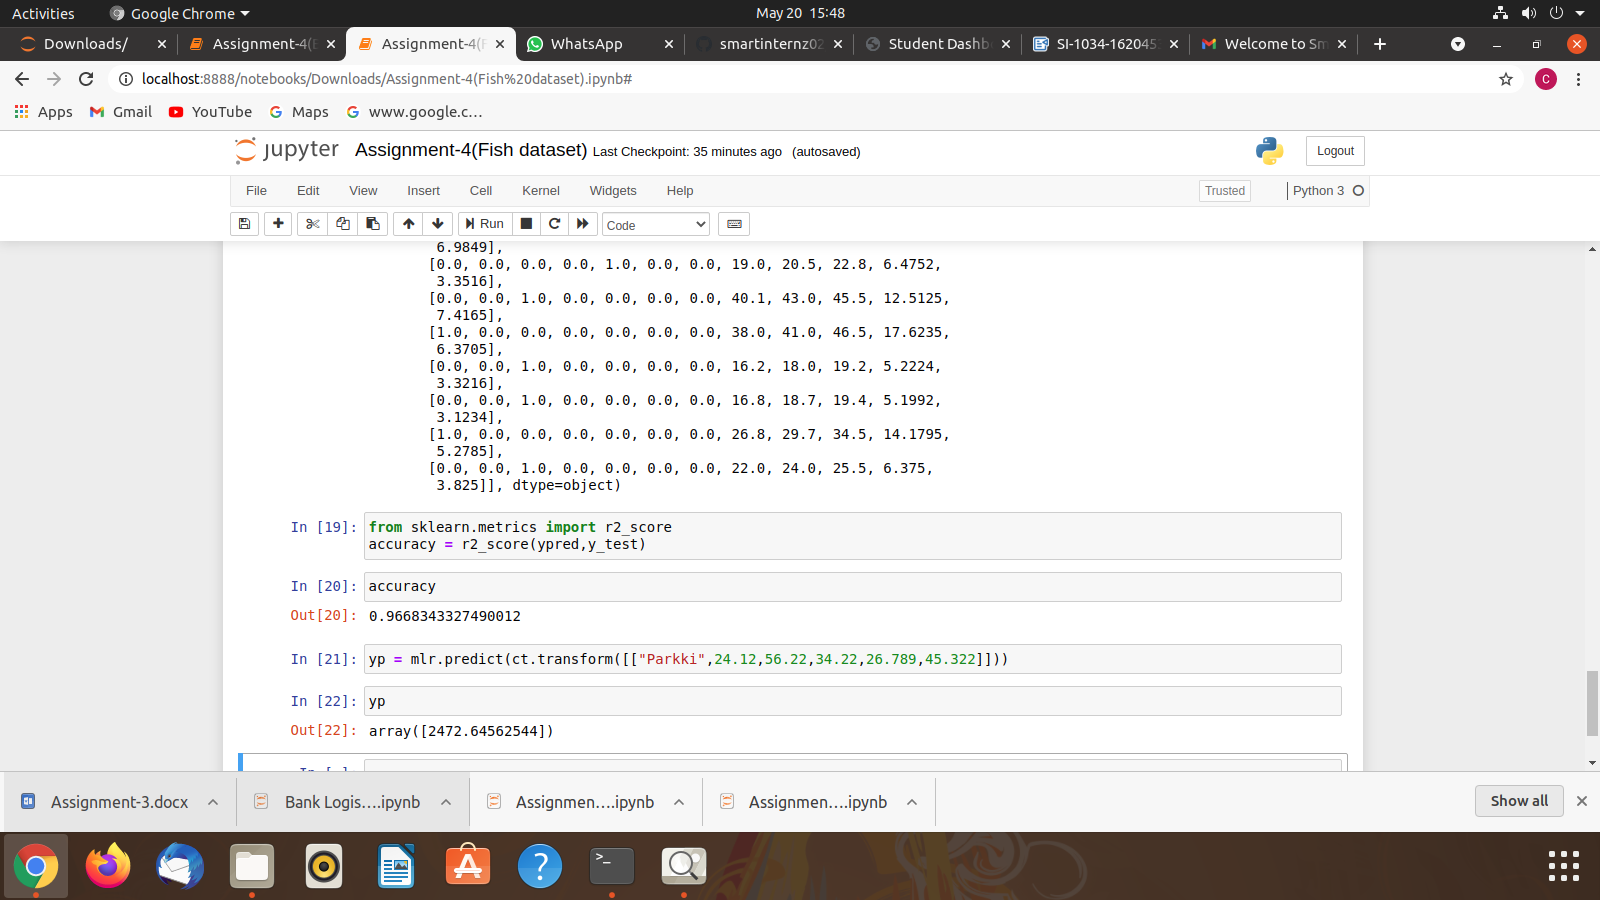 Activities Google Chrome May 20 15:48
Downloads/ Assignment-4(E Assignment-4(F WhatsApp smartinternz02 Student Dashb SI-1034-162045 Welcome to Sm
localhost:8888/notebooks/Downloads/Assignment-4(Fish%20dataset).ipynb# C
Apps Gmail YouTube Maps www.google.c...
jupyter Assignment-4(Fish dataset) Last Checkpoint: 35 minutes ago (autosaved) Logout
File Edit View Insert Cell Kernel Widgets Help Trusted Python 3
Run Code
6.9849],
[0.0, 0.0, 0.0, 0.0, 1.0, 0.0, 0.0, 19.0, 20.5, 22.8, 6.4752,
3.3516],
[0.0, 0.0, 1.0, 0.0, 0.0, 0.0, 0.0, 40.1, 43.0, 45.5, 12.5125,
7.4165],
[1.0, 0.0, 0.0, 0.0, 0.0, 0.0, 0.0, 38.0, 41.0, 46.5, 17.6235,
6.3705],
[0.0, 0.0, 1.0, 0.0, 0.0, 0.0, 0.0, 16.2, 18.0, 19.2, 5.2224,
3.3216],
[0.0, 0.0, 1.0, 0.0, 0.0, 0.0, 0.0, 16.8, 18.7, 19.4, 5.1992,
3.1234],
[1.0, 0.0, 0.0, 0.0, 0.0, 0.0, 0.0, 26.8, 29.7, 34.5, 14.1795,
5.2785],
[0.0, 0.0, 1.0, 0.0, 0.0, 0.0, 0.0, 22.0, 24.0, 25.5, 6.375,
3.825]], dtype=object)
In [19]: from sklearn.metrics import r2_score
accuracy = r2_score(ypred,y_test)
In [20]: accuracy
Out[20]: 0.9668343327490012
In [21]: yp = mlr.predict(ct.transform([["Parkki",24.12,56.22,34.22,26.789,45.322]]))
In [22]: yp
Out[22]: array([2472.64562544])
Assignment-3.docx Bank Logis....ipynb Assignmen....ipynb Assignmen....ipynb Show all